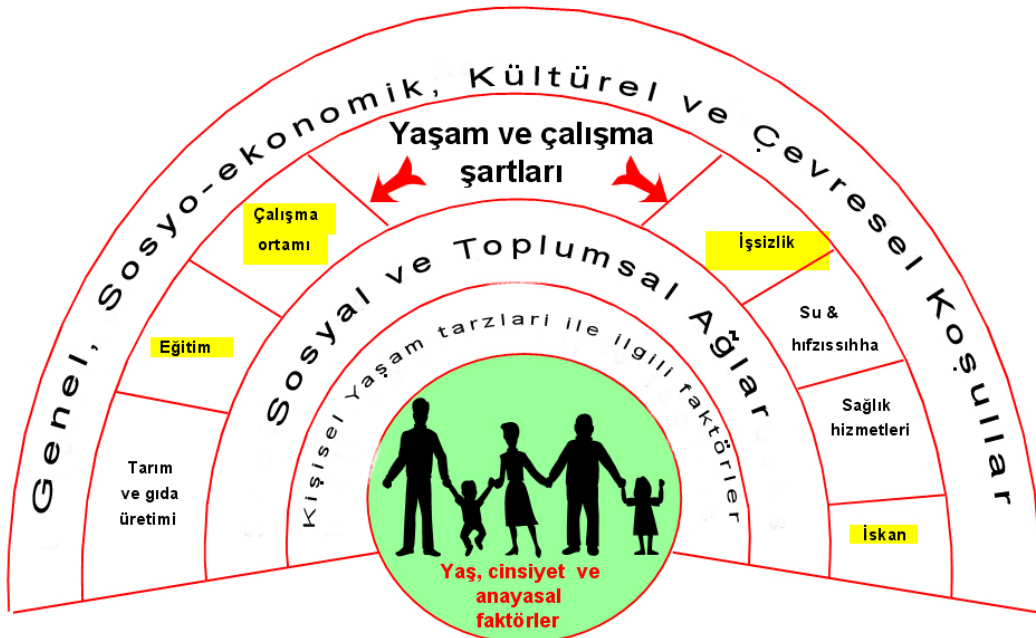 Genel, Sosyo-ekonomik, Kültürel ve Çevresel Koşullar
Yaşam ve çalışma
şartları
Çalışma
ortamı
İşsizlik
Eğitim
Su &
hıfzıssıhha
Tarım
ve gıda
üretimi
Sağlık
hizmetleri
İskan
Sosyal ve Toplumsal Ağlar
Kişisel Yaşam tarzlari ile ilgili faktörler
Yaş, cinsiyet ve
anayasal
faktörler